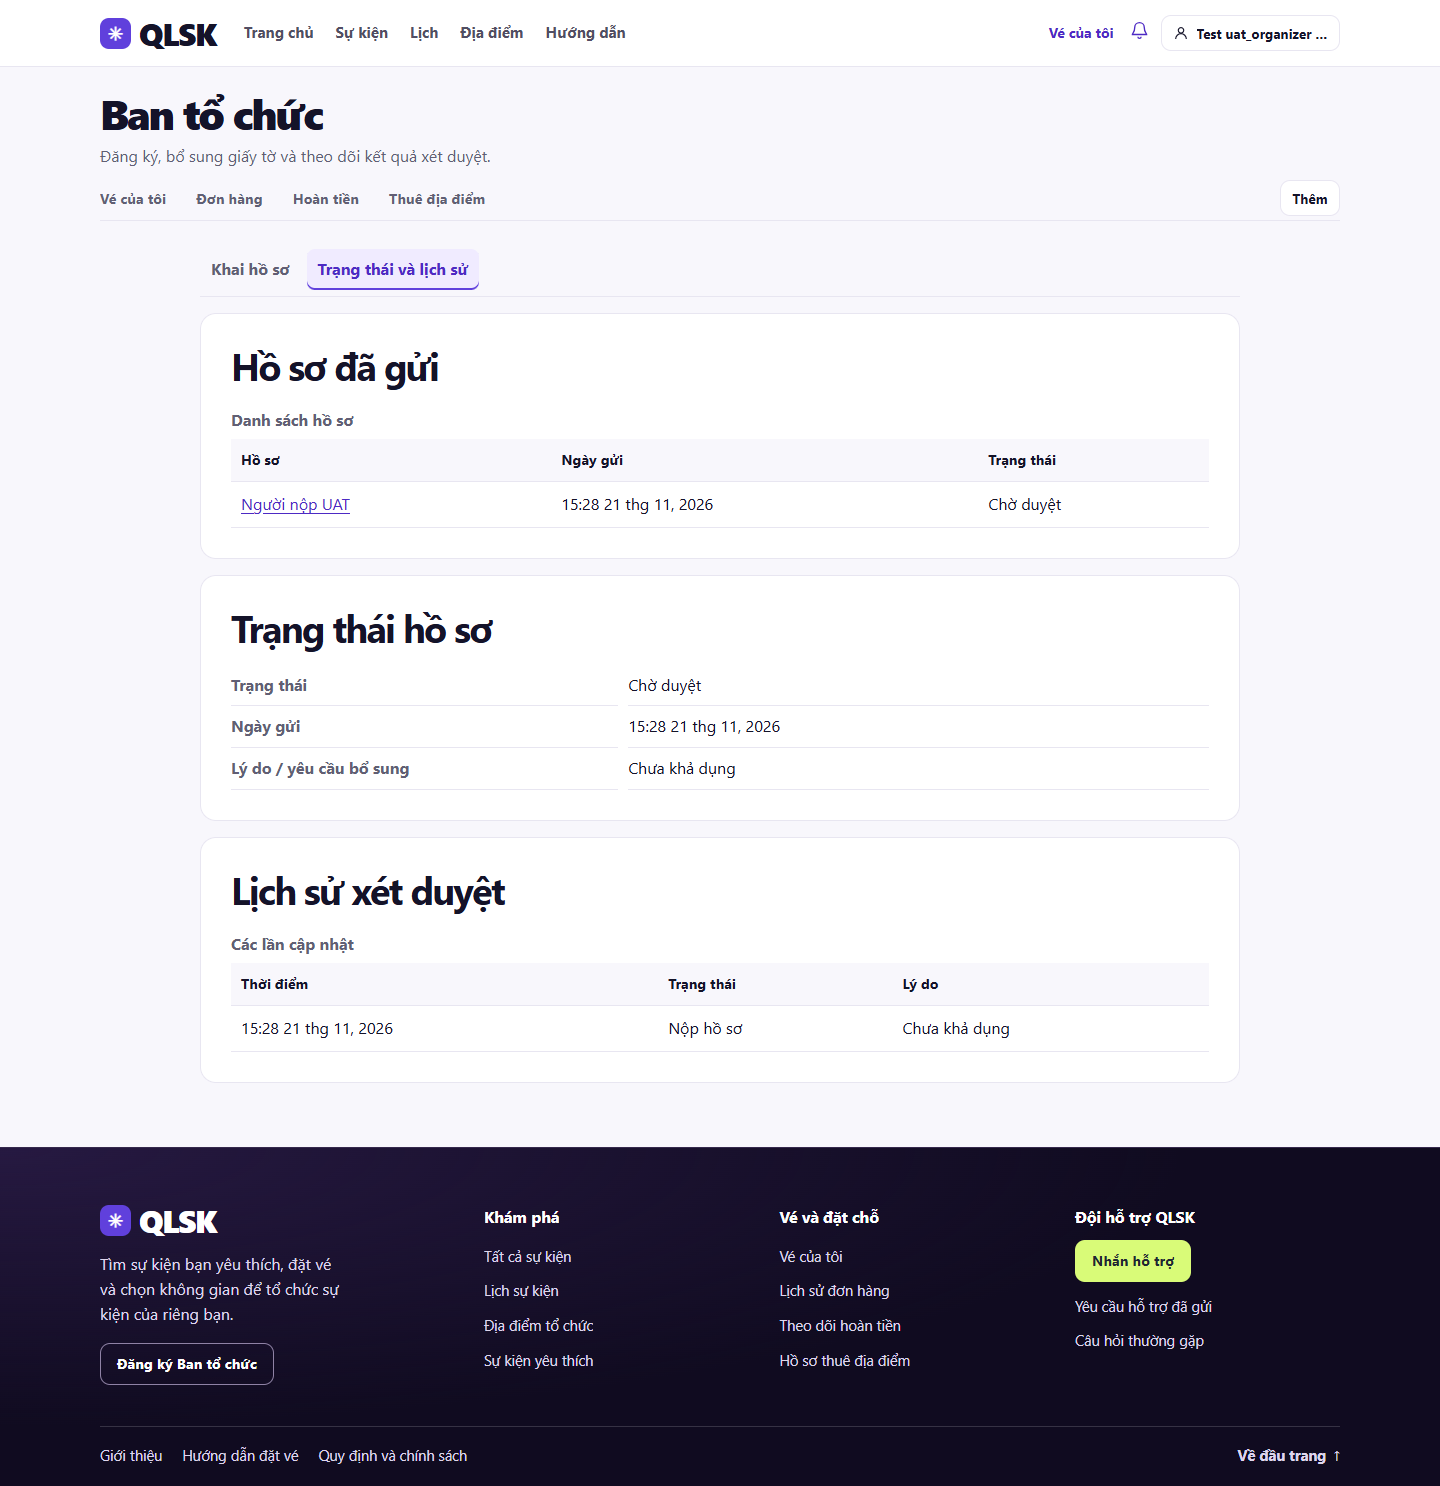 QLSK
Trang chủ
Sự kiện
Lịch
Địa điểm
Hướng dẫn
Vé của tôi
Test uat_organizer ...
Ban tổ chức
Đăng ký, bổ sung giấy tờ và theo dõi kết quả xét duyệt.
Vé của tôi
Đơn hàng
Hoàn tiền
Thuê địa điểm
Thêm
Khai hồ sơ
Trạng thái và lịch sử
Hồ sơ đã gửi
Danh sách hồ sơ
Hồ sơ
Ngày gửi
Trạng thái
Người nộp UAT
15:28 21 thg 11, 2026
Chờ duyệt
Trạng thái hồ sơ
Trạng thái
Chờ duyệt
Ngày gửi
15:28 21 thg 11, 2026
Lý do / yêu cầu bổ sung
Chưa khả dụng
Lịch sử xét duyệt
Các lần cập nhật
Thời điểm
Trạng thái
Lý do
15:28 21 thg 11, 2026
Nộp hồ sơ
Chưa khả dụng
QLSK
Tìm sự kiện bạn yêu thích, đặt vé
và chọn không gian để tổ chức sự
kiện của riêng bạn.
Đăng ký Ban tổ chức
Khám phá
Tất cả sự kiện
Lịch sự kiện
Địa điểm tổ chức
Sự kiện yêu thích
Vé và đặt chỗ
Vé của tôi
Lịch sử đơn hàng
Theo dõi hoàn tiền
Hồ sơ thuê địa điểm
Đội hỗ trợ QLSK
Nhắn hỗ trợ
Yêu cầu hỗ trợ đã gửi
Câu hỏi thường gặp
Giới thiệu
Hướng dẫn đặt vé
Quy định và chính sách
Về đầu trang ↑